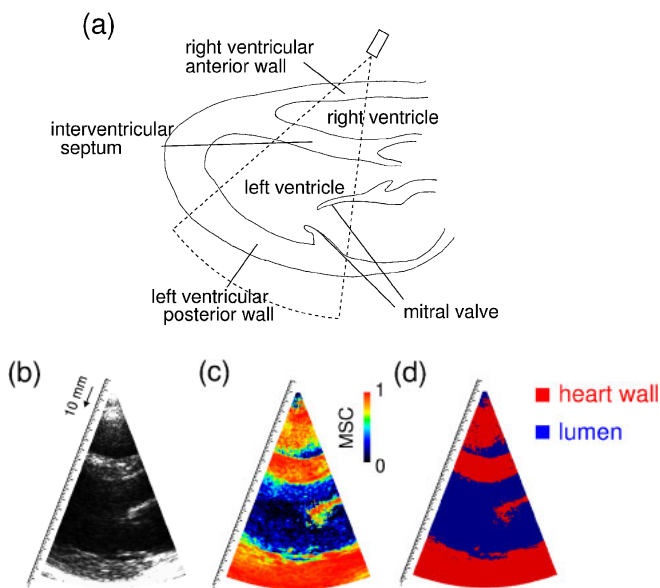 (a)
right ventricular
anterior wall
right ventricle
interventricular
septum
left ventricle
left ventricular
posterior wall
mitral valve
(b)
10 mm
(c)
1
MSC
0
(d)
heart wall
lumen